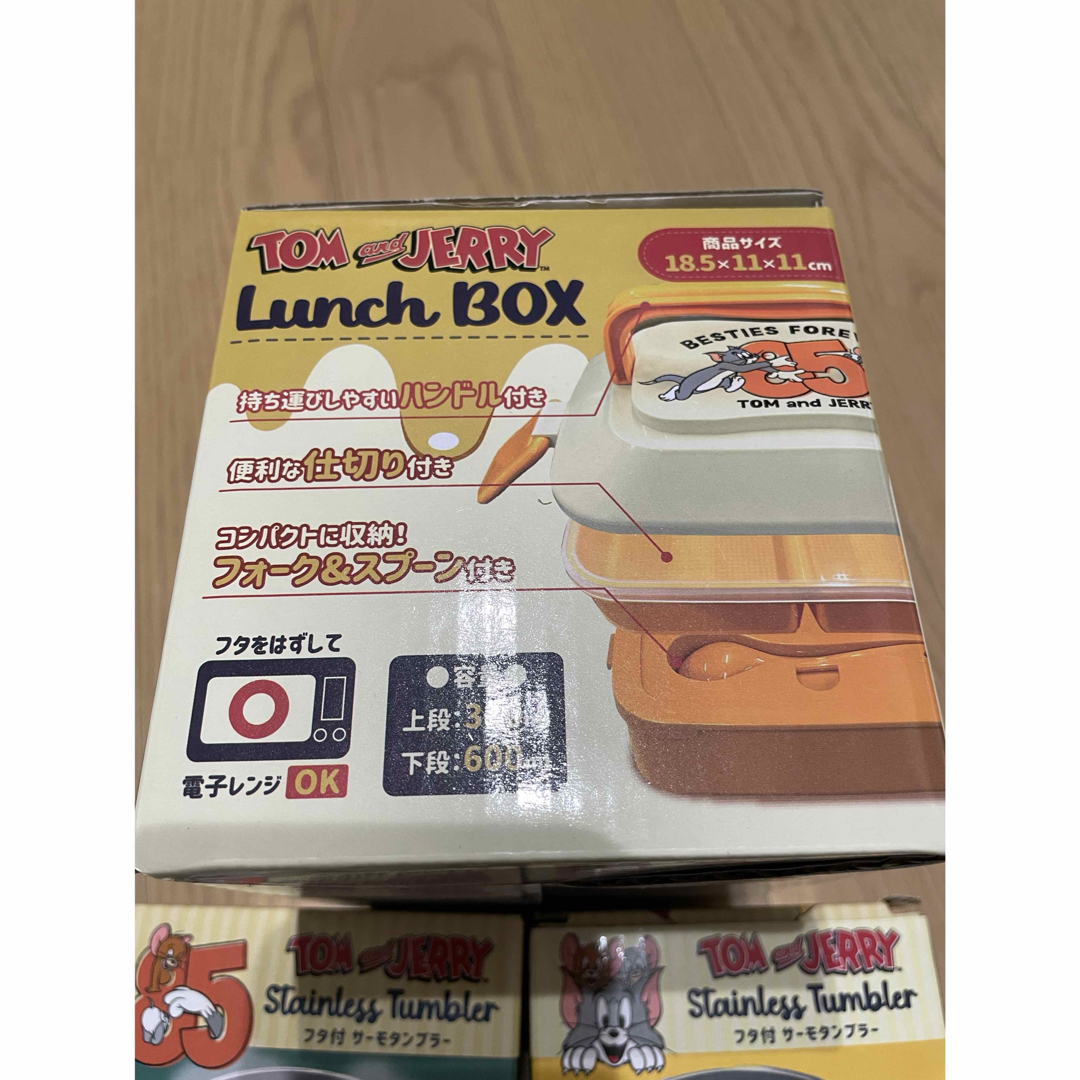 TOM and JERRY™
Lunch BOX
商品サイズ
18.5×11×11cm
BESTIES FORE
85
TOM and JERR
持ち運びしやすいハンドル付き
便利な仕切り付き
コンパクトに収納!
フォーク&スプーン付き
フタをはずして
電子レンジ OK
上段:
下段:600
85
TOM and JERRY
Stainless Tumbler
フタ付 サーモタンブラー
TOM and JERRY
Stainless Tumbler
フタ付 サーモタンブラー